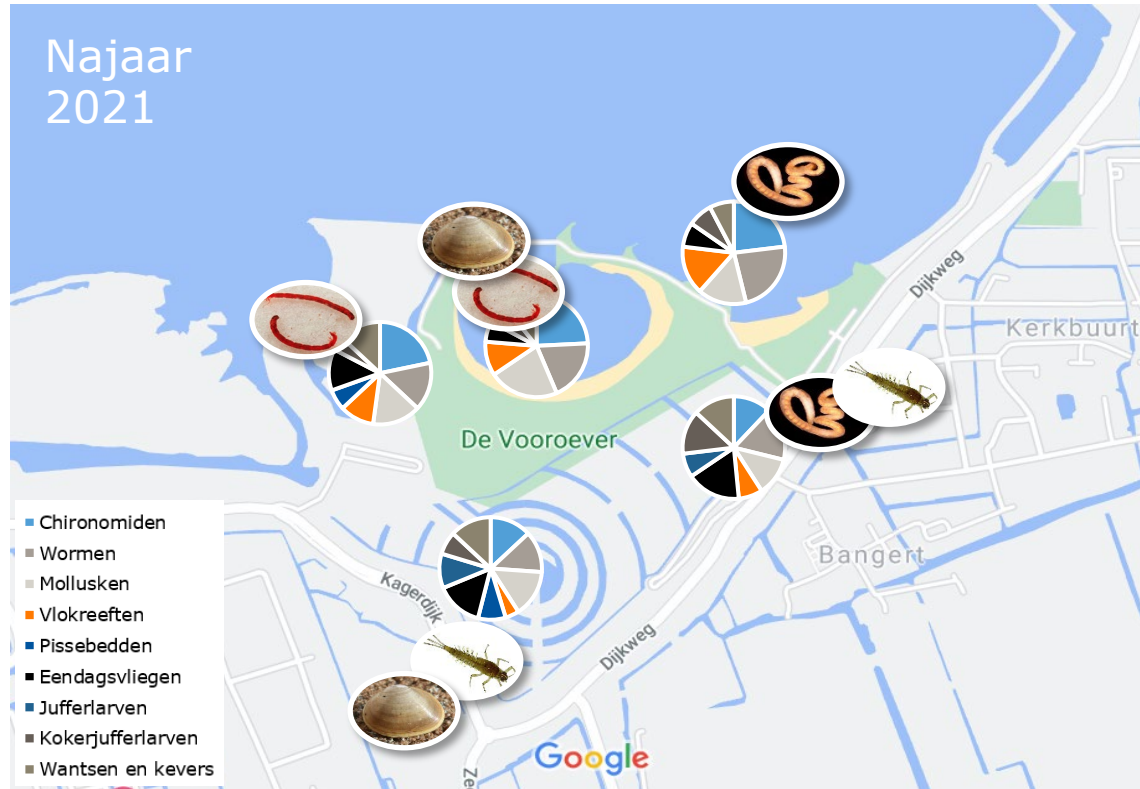 Najaar
2021
Dijkweg
Kerkbuurt
De Vooroever
Bangert
Kagerdijk
Dijkweg
Chironomiden
Wormen
Mollusken
Vlokreeften
Pissebedden
Eendagsvliegen
Jufferlarven
Kokerjufferlarven
Wantsen en kevers
Google
Zee